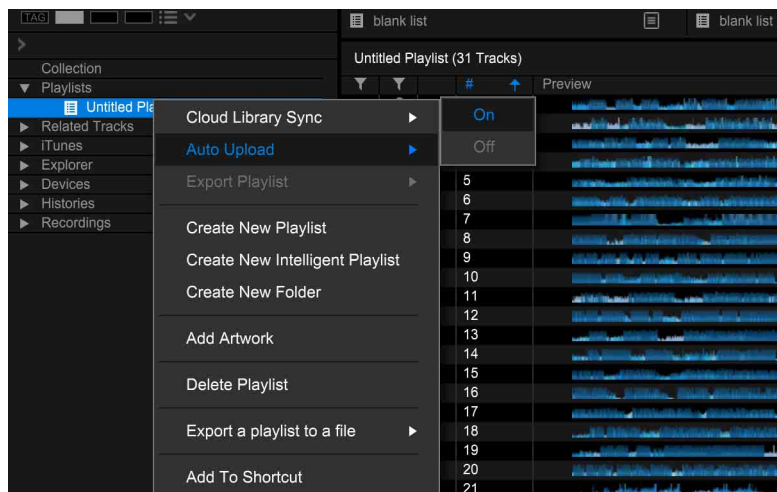 TAG
blank list
blank list
Untitled Playlist (31 Tracks)
Collection
Playlists
Untitled Pla
Related Tracks
iTunes
Explorer
Devices
Histories
Recordings
Cloud Library Sync
Auto Upload
Export Playlist
Create New Playlist
Create New Intelligent Playlist
Create New Folder
Add Artwork
Delete Playlist
Export a playlist to a file
Add To Shortcut
On
Off
# Preview
5
6
7
8
9
10
11
12
13
14
15
16
17
18
19
20
21